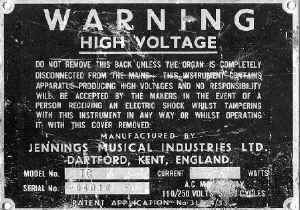 WARNING
HIGH VOLTAGE
DO NOT REMOVE THIS BACK UNLESS THE ORGAN IS COMPLETELY
DISCONNECTED FROM THE MAINS. THIS INSTRUMENT CONTAINS
APPARATUS PRODUCING HIGH VOLTAGES AND NO RESPONSIBILITY
WILL BE ACCEPTED BY THE MAKERS IN THE EVENT OF A
PERSON RECEIVING AN ELECTRIC SHOCK WHILST TAMPERING
WITH THIS INSTRUMENT IN ANY WAY OR WHILST OPERATING
IT WITH THIS COVER REMOVED.
MANUFACTURED BY
JENNINGS MUSICAL INDUSTRIES LTD.
DARTFORD, KENT, ENGLAND.
MODEL No. CURRENT WATTS
SERIAL No. A.C. ONLY
110/250 VOLTS CYCLES
PATENT APPLICATION No.